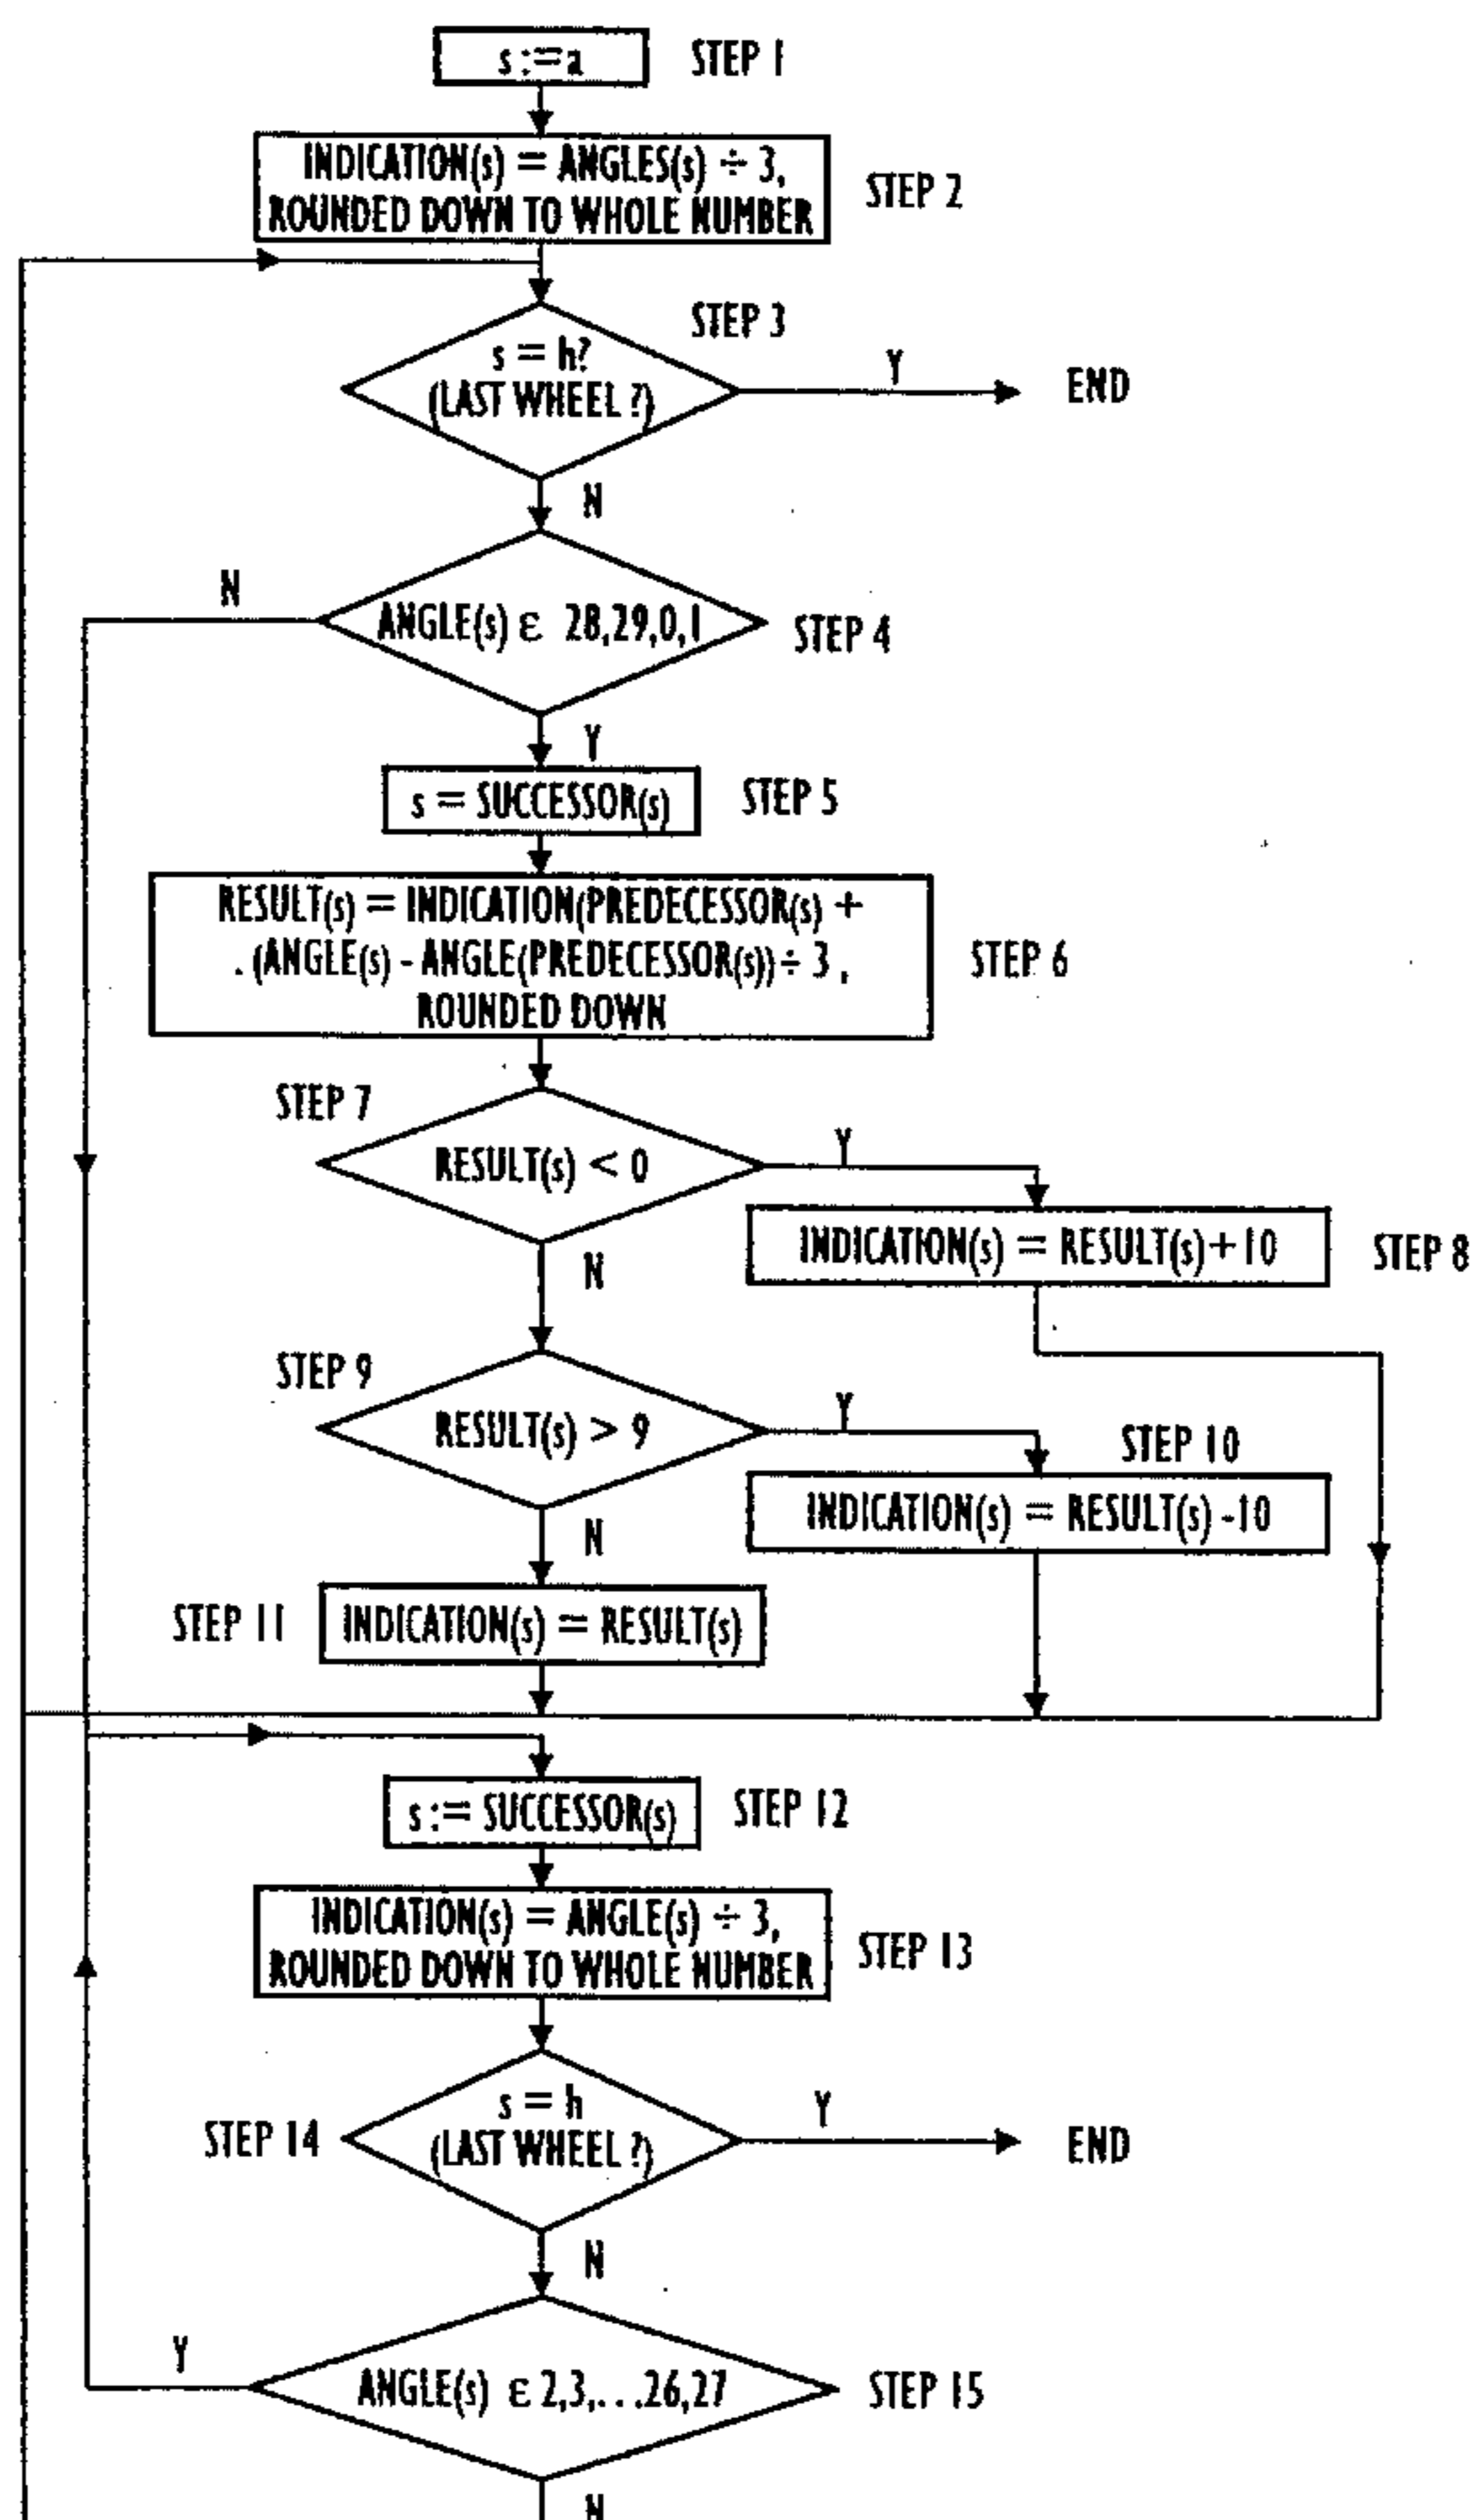 s:=a STEP 1
INDICATION(s) = ANGLES(s) ÷ 3,
ROUNDED DOWN TO WHOLE NUMBER
STEP 2
STEP 3
s = h?
(LAST WHEEL ?)
Y
END
N
N
ANGLE(s) ε 28,29,0,1
STEP 4
Y
s = SUCCESSOR(s) STEP 5
RESULT(s) = INDICATION(PREDECESSOR(s) +
. (ANGLE(s) - ANGLE(PREDECESSOR(s)) ÷ 3 ,
ROUNDED DOWN
STEP 6
STEP 7
RESULT(s) < 0
Y
INDICATION(s) = RESULT(s)+10
STEP 8
N
STEP 9
RESULT(s) > 9
Y
STEP 10
INDICATION(s) = RESULT(s) -10
N
STEP 11 INDICATION(s) = RESULT(s)
s := SUCCESSOR(s) STEP 12
INDICATION(s) = ANGLE(s) ÷ 3,
ROUNDED DOWN TO WHOLE NUMBER
STEP 13
STEP 14
s = h
(LAST WHEEL ?)
Y
END
N
Y
ANGLE(s) ε 2,3,. . .26,27
STEP 15
N